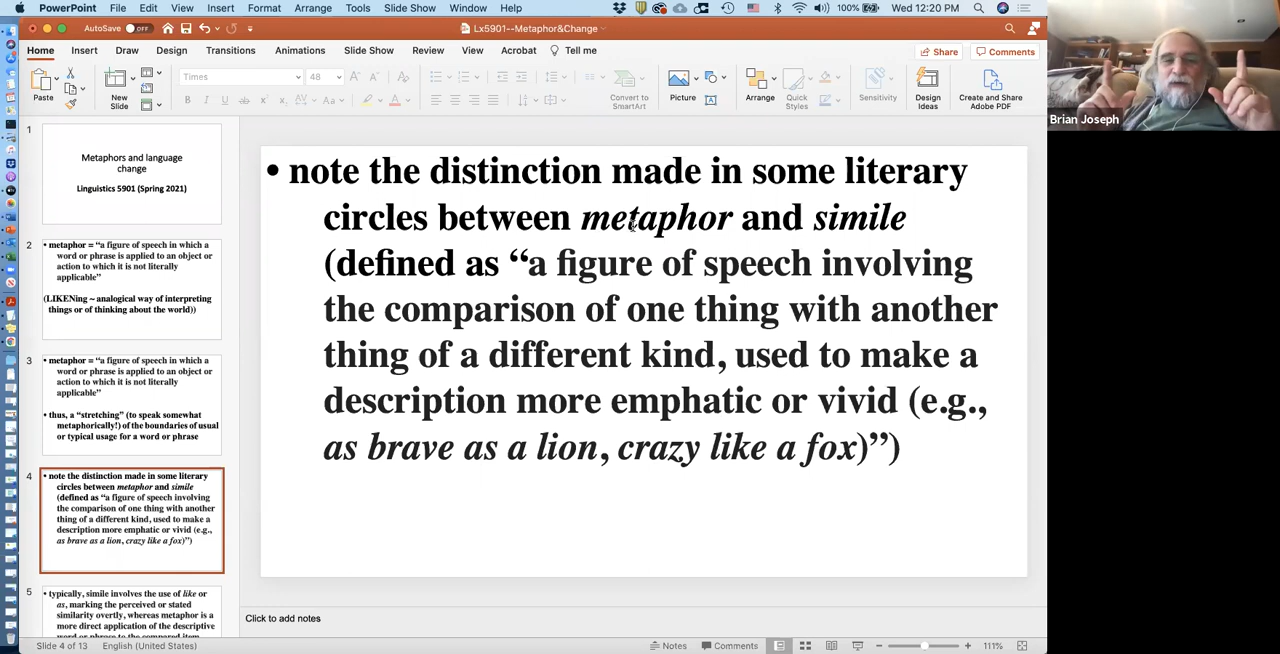 PowerPoint File Edit View Insert Format Arrange Tools Slide Show Window Help 100% Wed 12:20 PM
AutoSave OFF Lx5901--Metaphor&Change
Home Insert Draw Design Transitions Animations Slide Show Review View Acrobat Tell me Share Comments
Paste New Slide Times 48 Convert to SmartArt Picture Arrange Quick Styles Sensitivity Design Ideas Create and Share Adobe PDF
Brian Joseph
1
Metaphors and language
change
Linguistics 5901 (Spring 2021)
2
• metaphor = “a figure of speech in which a
word or phrase is applied to an object or
action to which it is not literally
applicable”
(LIKENing ~ analogical way of interpreting
things or of thinking about the world))
3
• metaphor = “a figure of speech in which a
word or phrase is applied to an object or
action to which it is not literally
applicable”
• thus, a “stretching” (to speak somewhat
metaphorically!) of the boundaries of usual
or typical usage for a word or phrase
4
• note the distinction made in some literary
circles between metaphor and simile
(defined as “a figure of speech involving
the comparison of one thing with another
thing of a different kind, used to make a
description more emphatic or vivid (e.g.,
as brave as a lion, crazy like a fox)”)
5
• typically, simile involves the use of like or
as, marking the perceived or stated
similarity overtly, whereas metaphor is a
more direct application of the descriptive
word or phrase to the compared item
• note the distinction made in some literary
circles between metaphor and simile
(defined as “a figure of speech involving
the comparison of one thing with another
thing of a different kind, used to make a
description more emphatic or vivid (e.g.,
as brave as a lion, crazy like a fox)”)
Click to add notes
Slide 4 of 13 English (United States) Notes Comments 111%